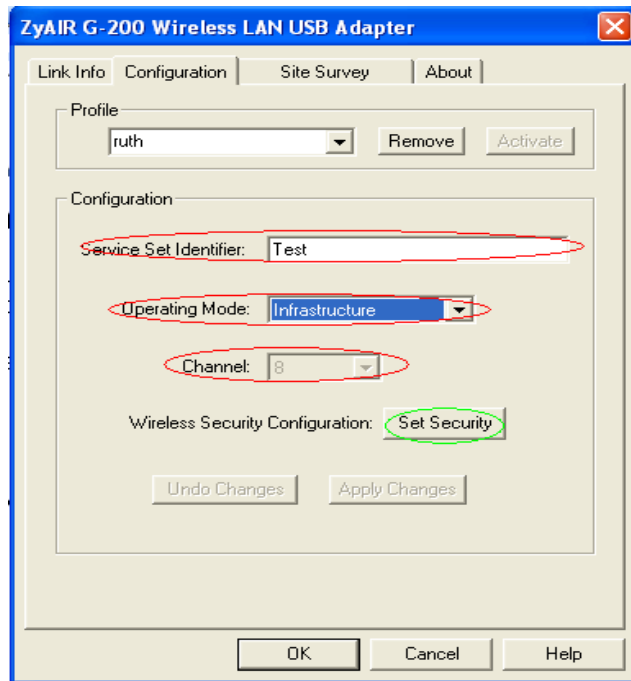 ZyAIR G-200 Wireless LAN USB Adapter
Link Info Configuration Site Survey About
Profile
ruth Remove Activate
Configuration
Service Set Identifier: Test
Operating Mode: Infrastructure
Channel: 8
Wireless Security Configuration: Set Security
Undo Changes Apply Changes
OK Cancel Help